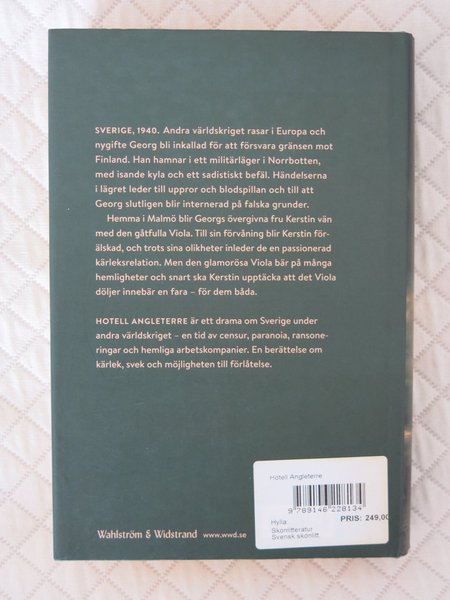 SVERIGE, 1940. Andra världskriget rasar i Europa och
nygifte Georg bli inkallad för att försvara gränsen mot
Finland. Han hamnar i ett militärläger i Norrbotten,
med isande kyla och ett sadistiskt befäl. Händelserna
i lägret leder till uppror och blodspillan och till att
Georg slutligen blir internerad på falska grunder.
Hemma i Malmö blir Georgs övergivna fru Kerstin vän
med den gåtfulla Viola. Till sin förvåning blir Kerstin för-
älskad, och trots sina olikheter inleder de en passionerad
kärleksrelation. Men den glamorösa Viola bär på många
hemligheter och snart ska Kerstin upptäcka att det Viola
döljer innebär en fara – för dem båda.
HOTELL ANGLETERRE är ett drama om Sverige under
andra världskriget – en tid av censur, paranoia, ransone-
ringar och hemliga arbetskompanier. En berättelse om
kärlek, svek och möjligheten till förlåtelse.
Hotell Angleterre
9 789146 228134
Hylla:
PRIS: 249,00
Skönlitteratur
Svensk skönlitt
Wahlström & Widstrand www.wwd.se